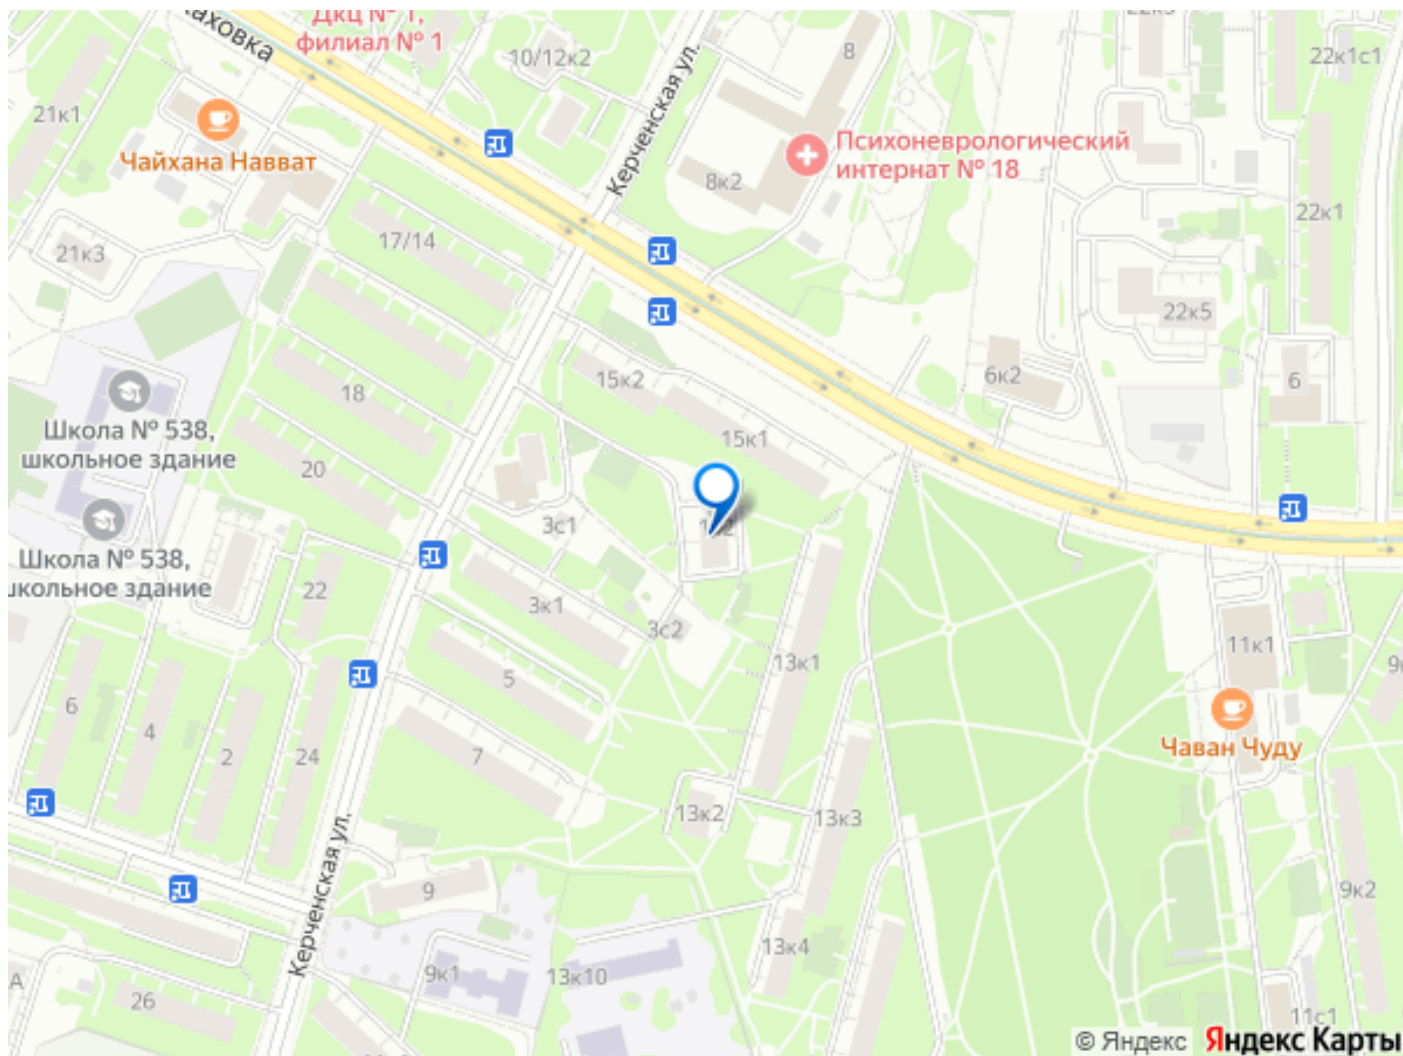 ДКЦ № 1,
филиал № 1
аховка
10/12к2
8
22к1с1
21к1
Чайхана Навват
Керченская ул.
Психоневрологический
интернат № 18
8к2
22к1
17/14
21к3
22к5
15к2
6к2
6
18
15к1
Школа № 538,
школьное здание
20
3с1
Школа № 538,
школьное здание
22
3к1
3с2
11к1
13к1
5
6
4
2
24
7
Чаван Чуду
13к2
13к3
Керченская ул.
9
9к2
13к4
9к1
13к10
26
11с1
© Яндекс
Яндекс Карты